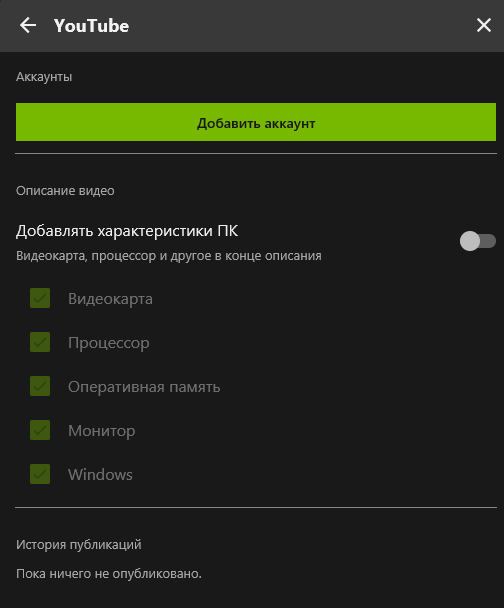 YouTube
Аккаунты
Добавить аккаунт
Описание видео
Добавлять характеристики ПК
Видеокарта, процессор и другое в конце описания
Видеокарта
Процессор
Оперативная память
Монитор
Windows
История публикаций
Пока ничего не опубликовано.